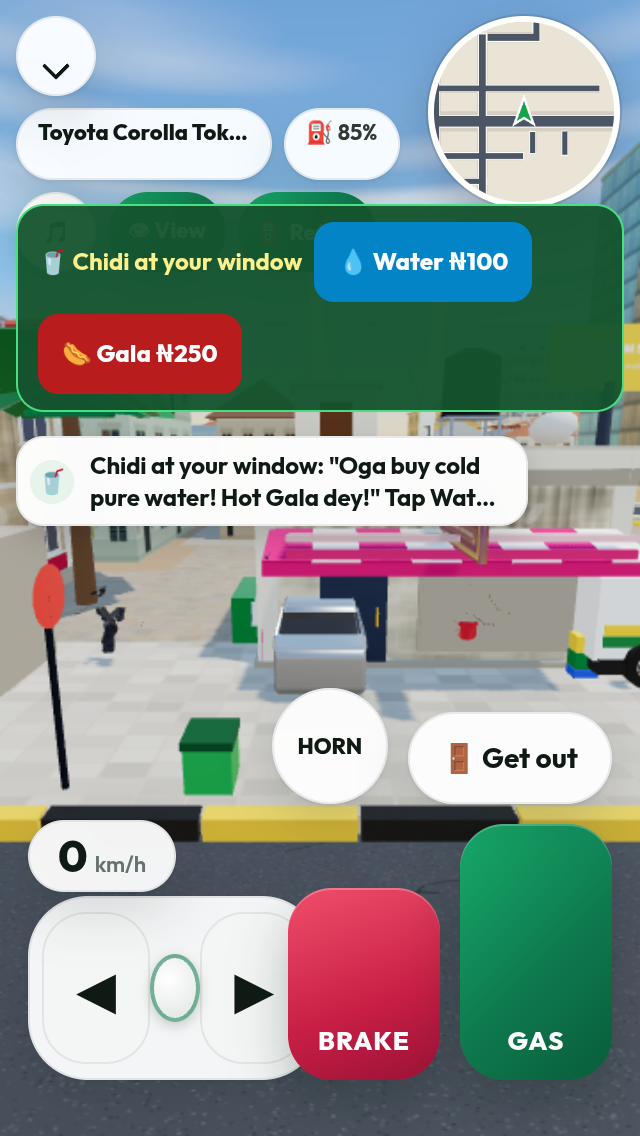 Toyota Corolla Tok...
85%
View
Re
Chidi at your window
Water ₦100
Gala ₦250
Chidi at your window: "Oga buy cold
pure water! Hot Gala dey!" Tap Wat...
HORN
Get out
0 km/h
BRAKE
GAS